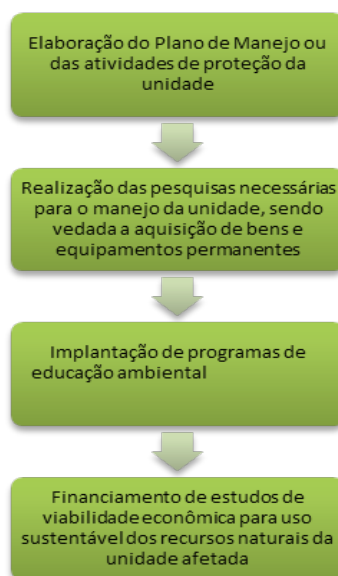 Elaboração do Plano de Manejo ou
das atividades de proteção da
unidade
Realização das pesquisas necessárias
para o manejo da unidade, sendo
vedada a aquisição de bens e
equipamentos permanentes
Implantação de programas de
educação ambiental
Financiamento de estudos de
viabilidade econômica para uso
sustentável dos recursos naturais da
unidade afetada